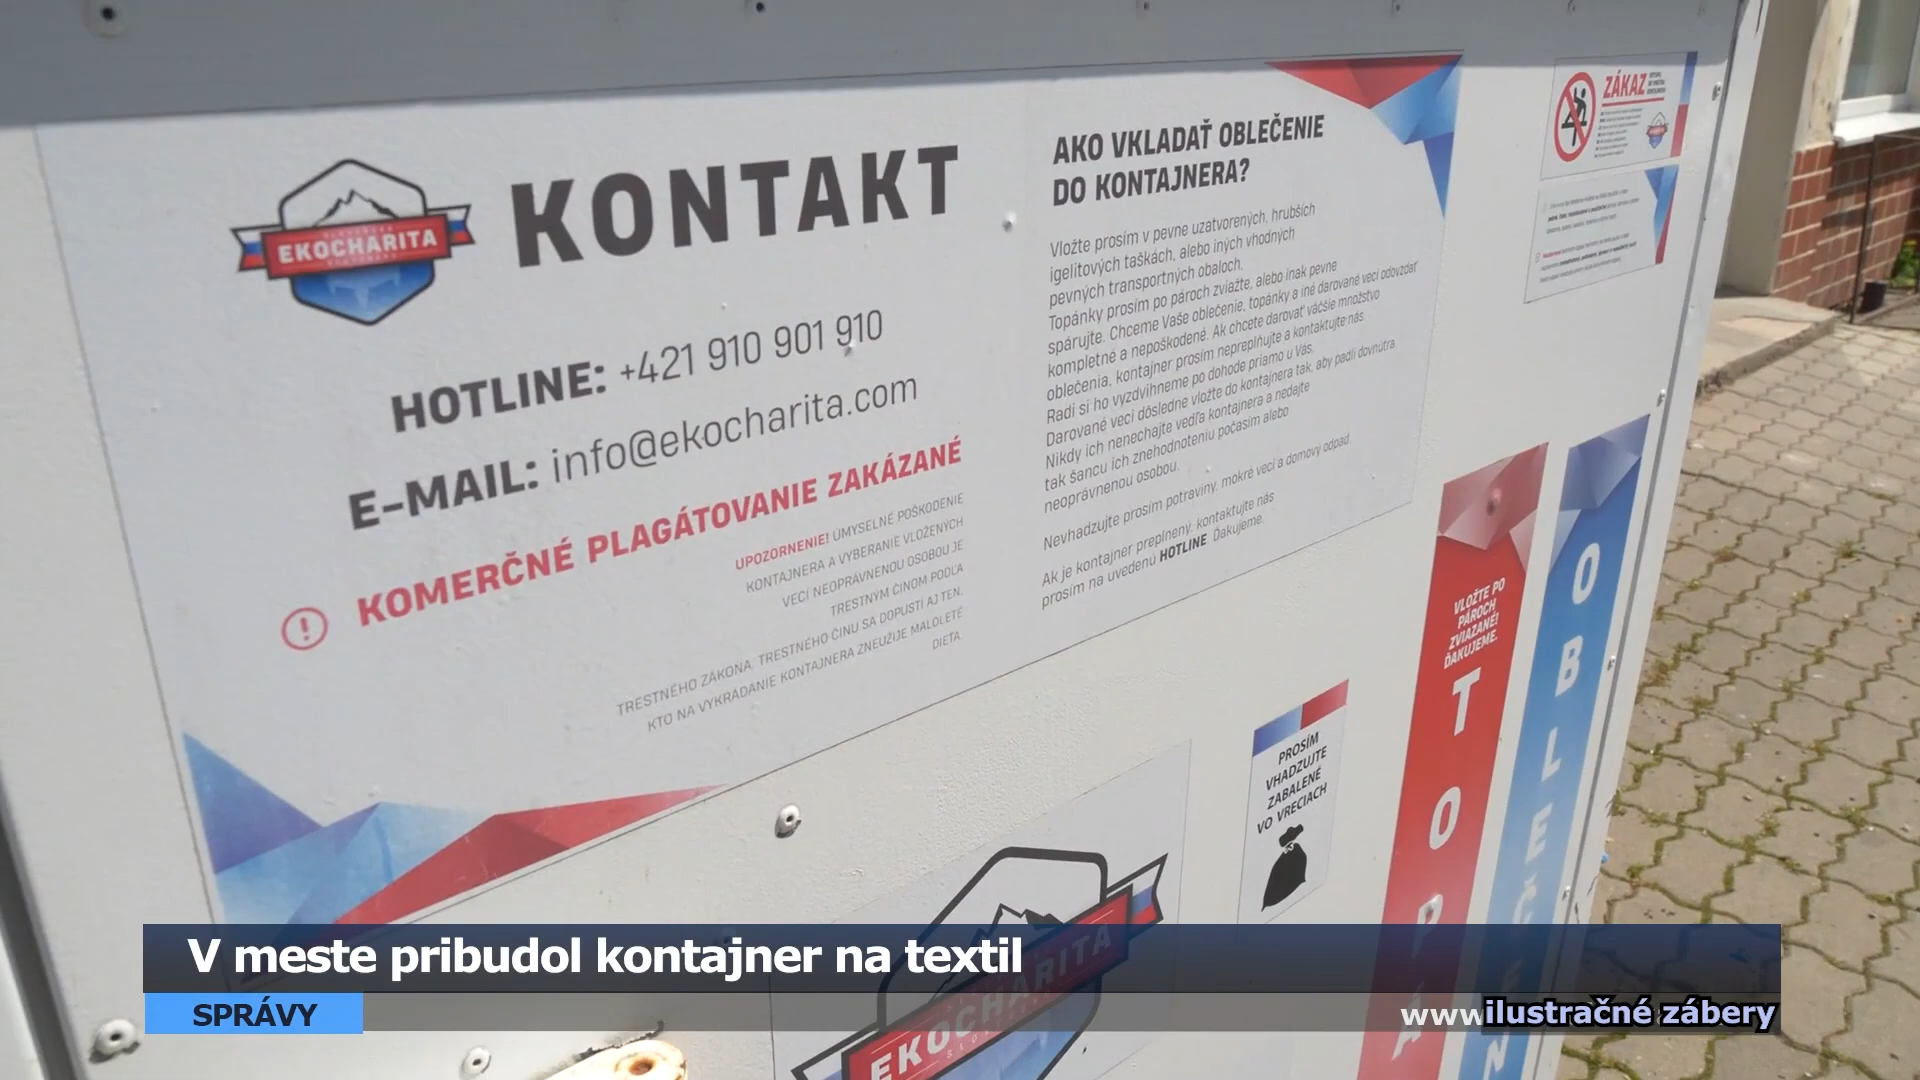 EKOCHARITA
KONTAKT
HOTLINE: +421 910 901 910
E-MAIL: info@ekocharita.com
KOMERČNÉ PLAGÁTOVANIE ZAKÁZANÉ
UPOZORNENIE! ÚMYSELNÉ POŠKODENIE
KONTAJNERA A VYBERANIE VLOŽENÝCH
VECÍ NEOPRÁVNENOU OSOBOU JE
TRESTNÝM ČINOM PODĽA
TRESTNÉHO ZÁKONA. TRESTNÉHO ČINU SA DOPUSTÍ AJ TEN,
KTO NA VYKRÁDANIE KONTAJNERA ZNEUŽIJE MALOLETÉ
DIEŤA.
AKO VKLADAŤ OBLEČENIE
DO KONTAJNERA?
Vložte prosím v pevne uzatvorených, hrubších
igelitových taškách, alebo iných vhodných
pevných transportných obaloch.
Topánky prosím po pároch zviažte, alebo inak pevne
spárujte. Chceme Vaše oblečenie, topánky a iné darované veci odovzdať
kompletné a nepoškodené. Ak chcete darovať väčšie množstvo
oblečenia, kontajner prosím neprepĺňujte a kontaktujte nás
Radi si ho vyzdvihneme po dohode priamo u Vás.
Darované veci dôsledne vložte do kontajnera tak, aby padli dovnútra.
Nikdy ich nenechajte vedľa kontajnera a nedajte
tak šancu ich znehodnoteniu počasím alebo
neoprávnenou osobou.
Nevhadzujte prosím potraviny, mokré veci a domový odpad.
Ak je kontajner preplnený, kontaktujte nás
prosím na uvedenú HOTLINE Ďakujeme.
ZÁKAZ
VLOŽTE PO
PÁROCH
ZVIAZANÉ!
ĎAKUJEME.
TOPÁ
OBLEČEN
PROSÍM
VHADZUJTE
ZABALENÉ
VO VRECIACH
EKOCHARITA
V meste pribudol kontajner na textil
SPRÁVY
www
ilustračné zábery